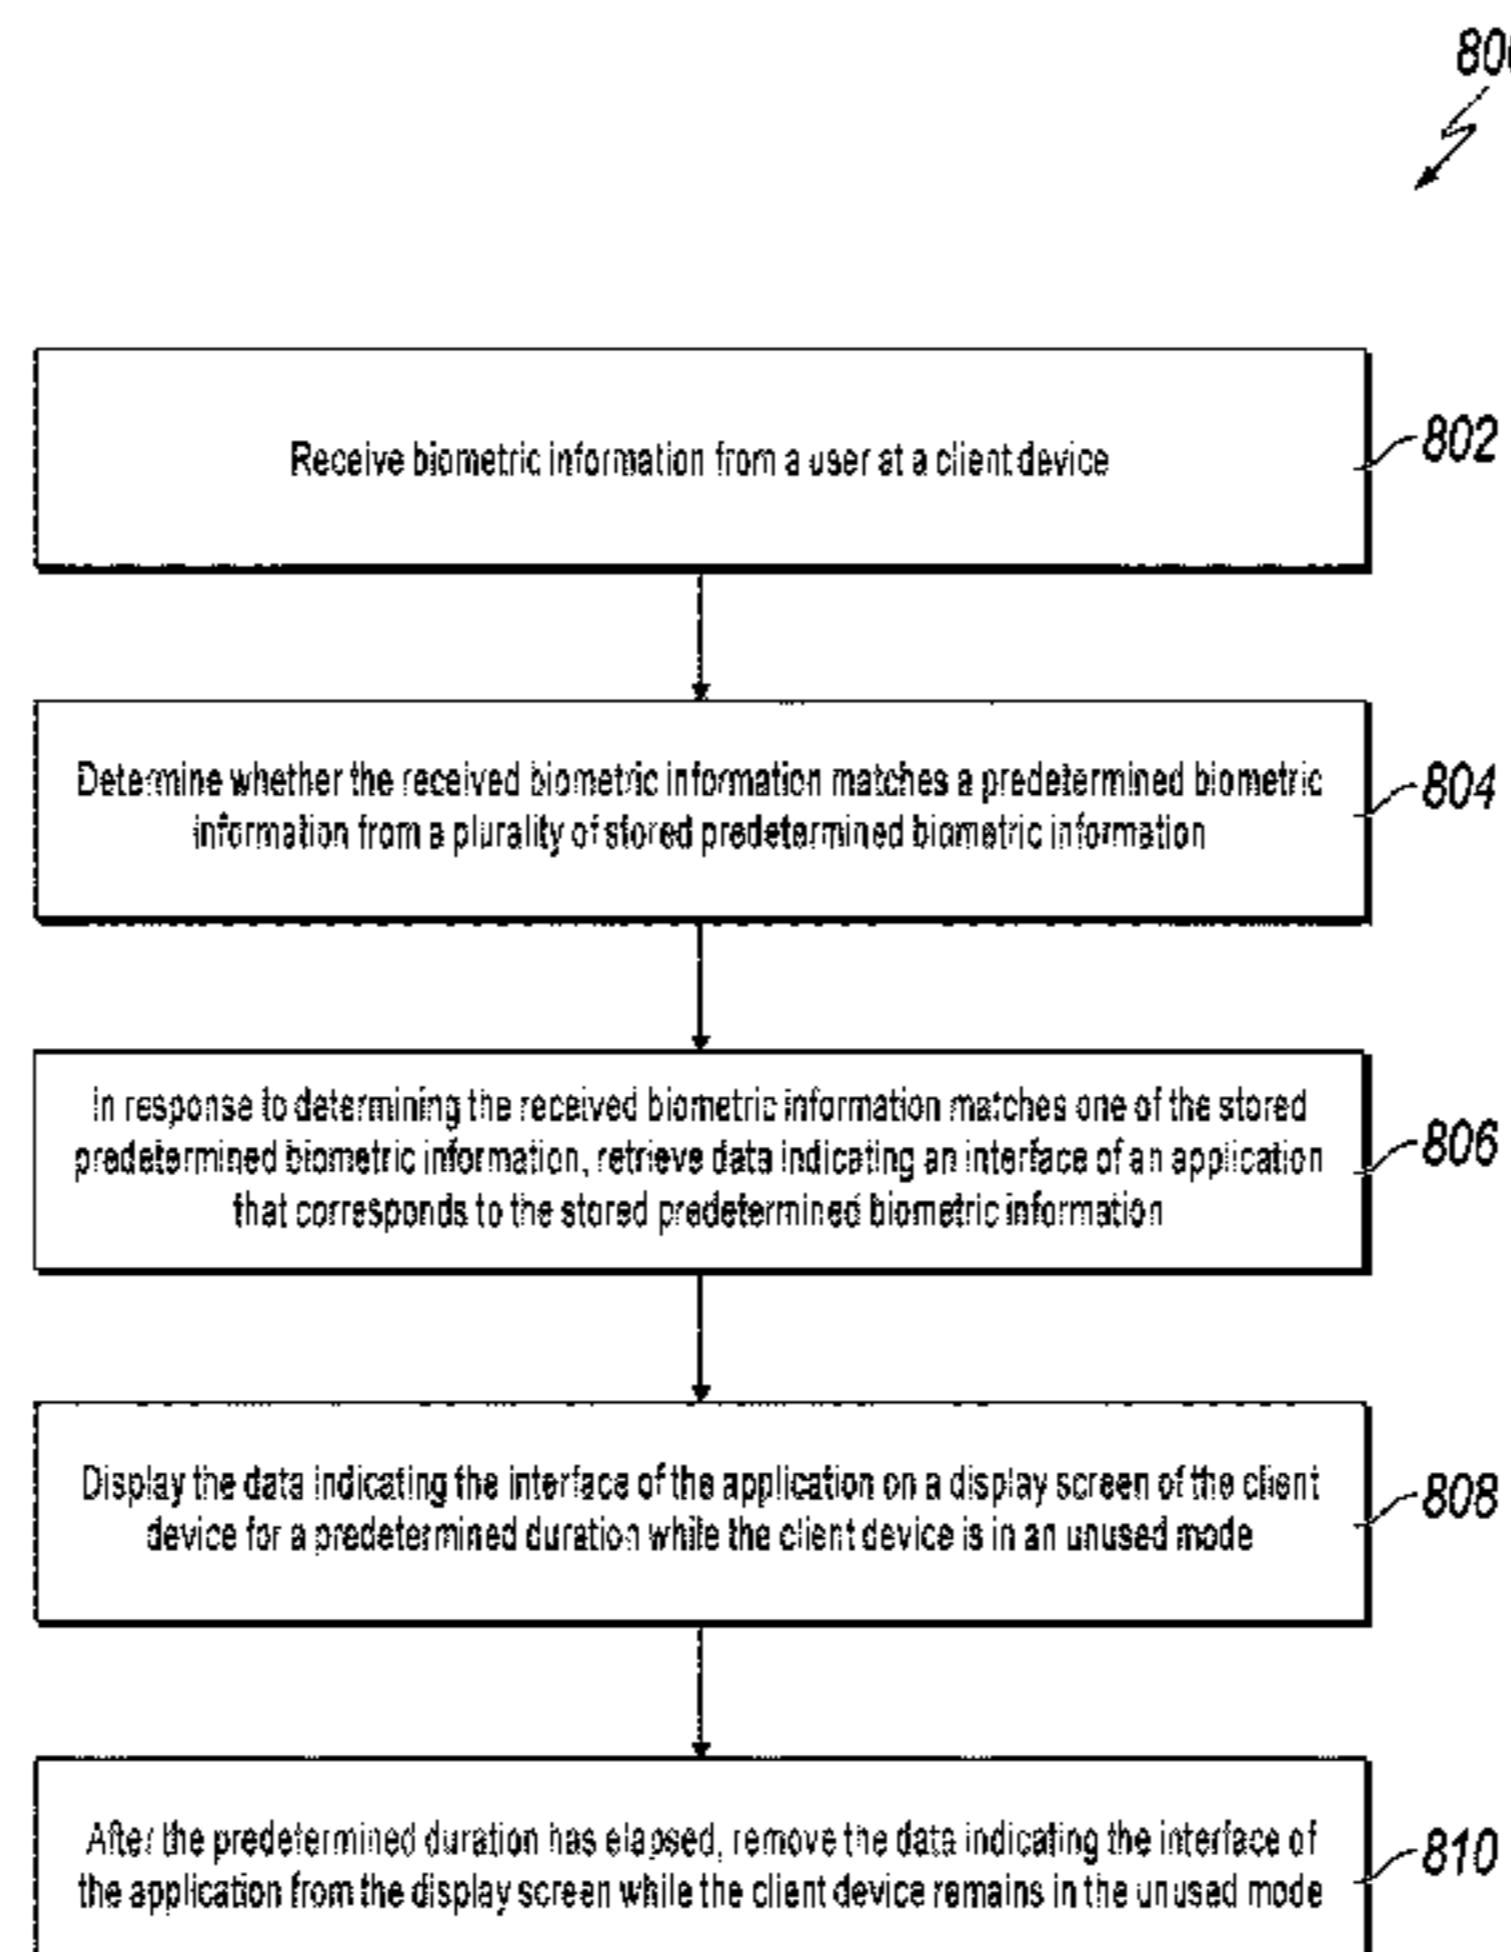 800
Receive biometric information from a user at a client device
802
Determine whether the received biometric information matches a predetermined biometric
information from a plurality of stored predetermined biometric information
804
In response to determining the received biometric information matches one of the stored
predetermined biometric information, retrieve data indicating an interface of an application
that corresponds to the stored predetermined biometric information
806
Display the data indicating the interface of the application on a display screen of the client
device for a predetermined duration while the client device is in an unused mode
808
After the predetermined duration has elapsed, remove the data indicating the interface of
the application from the display screen while the client device remains in the unused mode
810